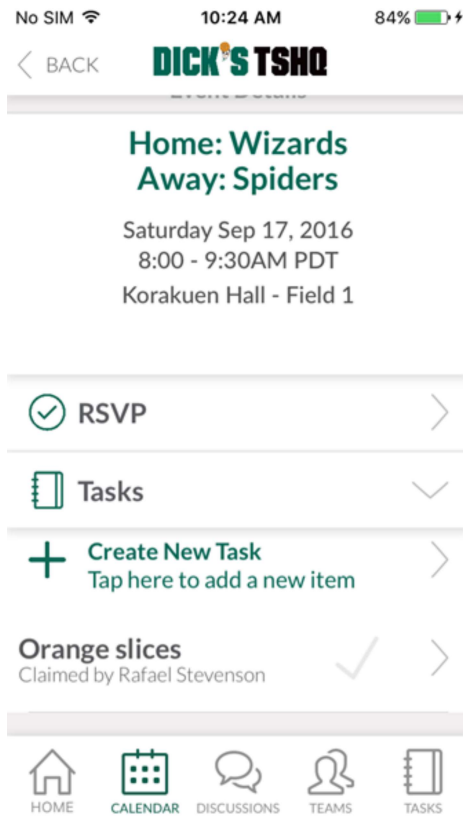 No SIM 10:24 AM 84%
BACK DICK'S TSHQ
Event Details
Home: Wizards
Away: Spiders
Saturday Sep 17, 2016
8:00 - 9:30AM PDT
Korakuen Hall - Field 1
RSVP
Tasks
Create New Task
Tap here to add a new item
Orange slices
Claimed by Rafael Stevenson
HOME CALENDAR DISCUSSIONS TEAMS TASKS